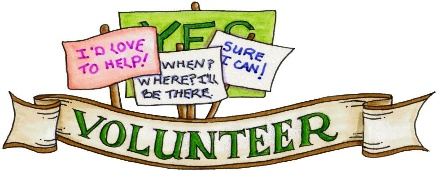 YES
I'D LOVE
TO HELP!
WHEN?
WHERE? I'LL
BE THERE.
SURE
I CAN!
VOLUNTEER